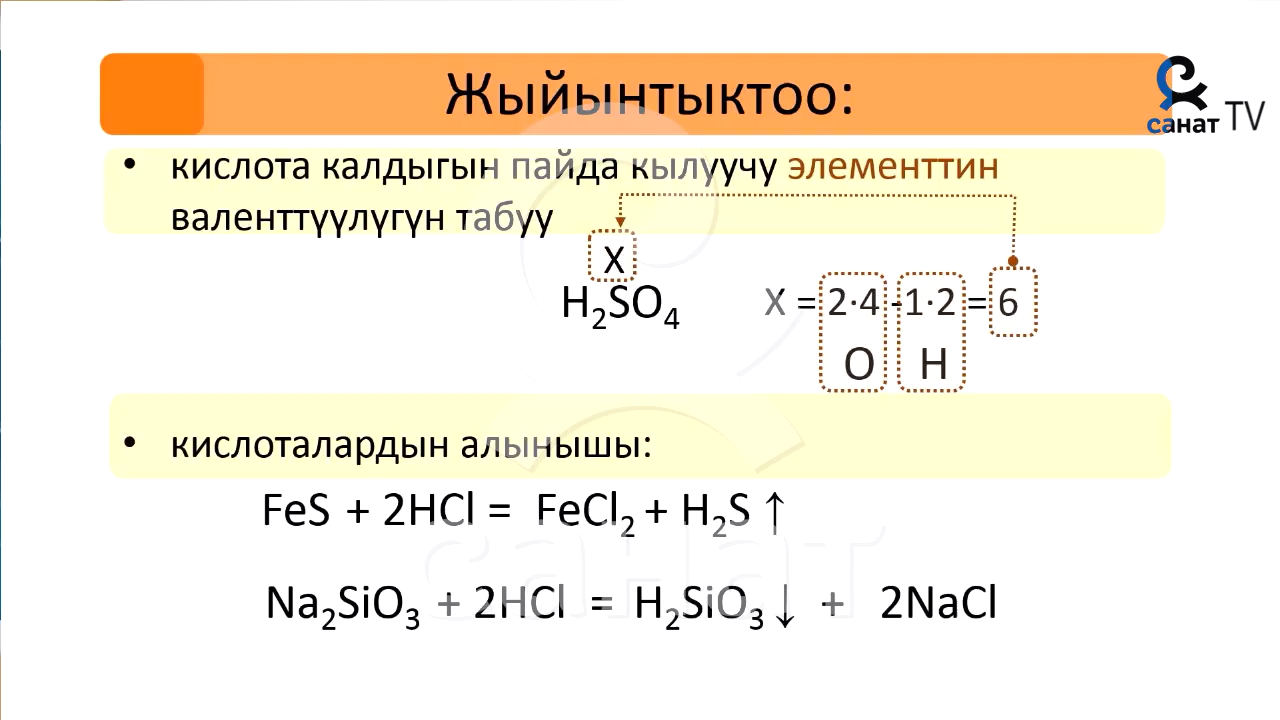 Жыйынтыктоо:
санат TV
• кислота калдыгын пайда кылуучу элементтин
валенттүүлүгүн табуу
X
H₂SO₄
X = 2·4 -1·2 = 6
O H
• кислоталардын алынышы:
FeS + 2HCl = FeCl₂ + H₂S ↑
Na₂SiO₃ + 2HCl = H₂SiO₃↓ + 2NaCl
санат